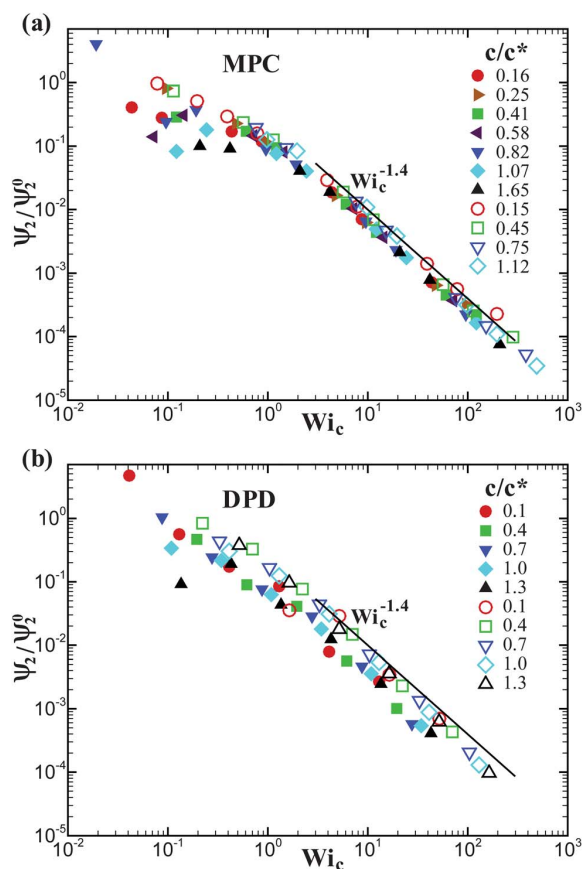 (a)
MPC
c/c*
0.16
0.25
0.41
0.58
0.82
1.07
1.65
0.15
0.45
0.75
1.12
Wi_c^-1.4
Ψ₂/Ψ₂⁰
10⁰
10⁻¹
10⁻²
10⁻³
10⁻⁴
10⁻⁵
10⁻² 10⁻¹ 10⁰ 10¹ 10² 10³
Wi_c
(b)
DPD
c/c*
0.1
0.4
0.7
1.0
1.3
0.1
0.4
0.7
1.0
1.3
Wi_c^-1.4
Ψ₂/Ψ₂⁰
10⁰
10⁻¹
10⁻²
10⁻³
10⁻⁴
10⁻⁵
10⁻² 10⁻¹ 10⁰ 10¹ 10² 10³
Wi_c